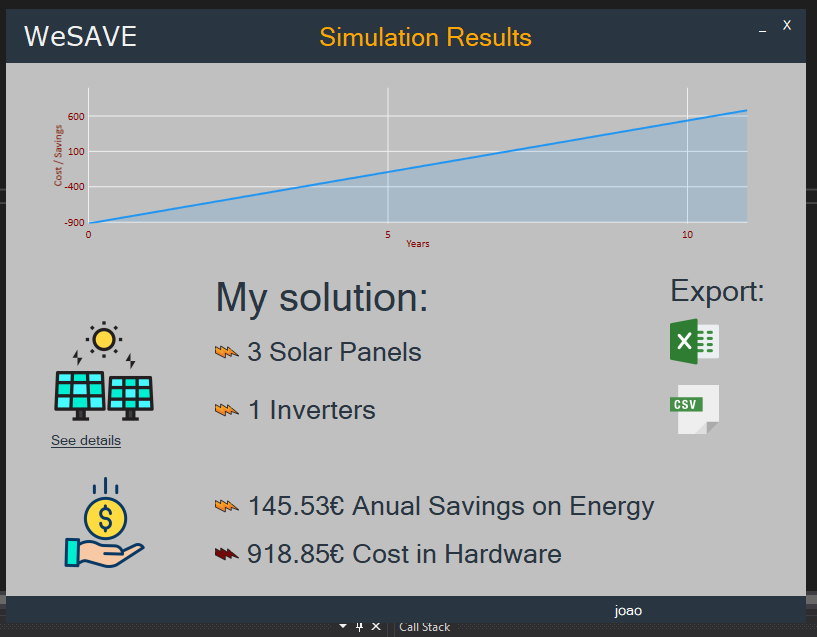 WeSAVE
Simulation Results
_ X
Cost / Savings
600
100
-400
-900
0
5
10
Years
My solution:
3 Solar Panels
1 Inverters
See details
Export:
X
CSV
$
145.53€ Anual Savings on Energy
918.85€ Cost in Hardware
joao
Call Stack